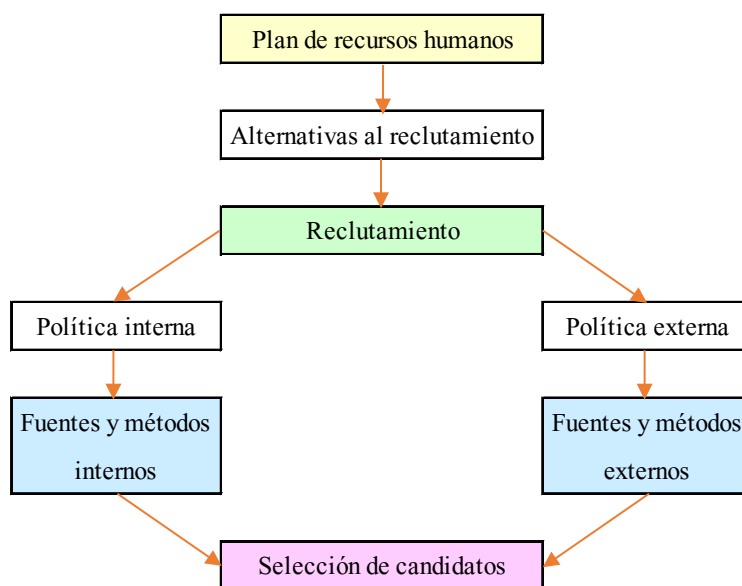 Plan de recursos humanos
Alternativas al reclutamiento
Reclutamiento
Política interna
Política externa
Fuentes y métodos
internos
Fuentes y métodos
externos
Selección de candidatos